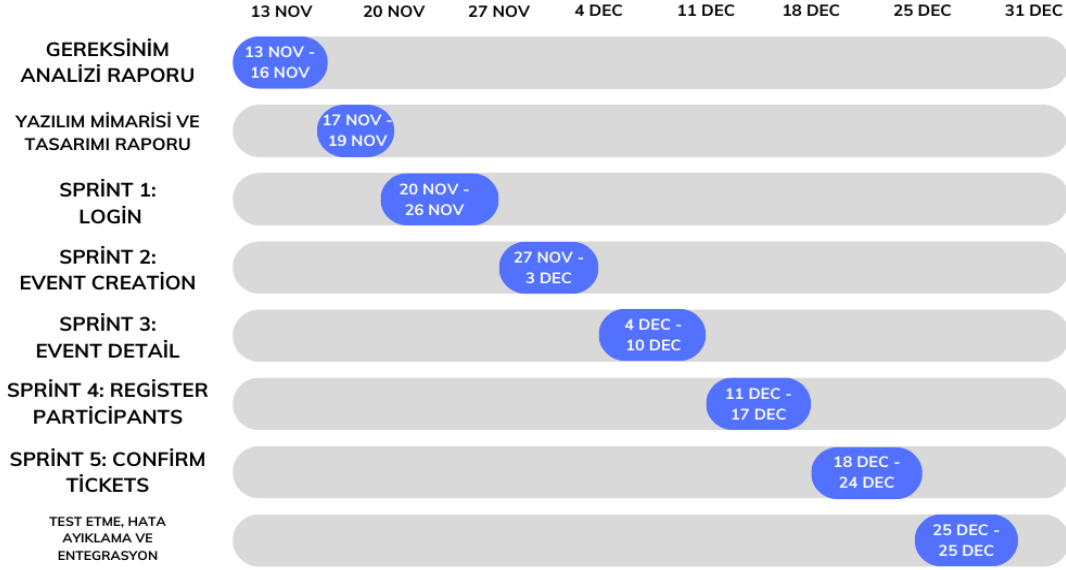 13 NOV 20 NOV 27 NOV 4 DEC 11 DEC 18 DEC 25 DEC 31 DEC
GEREKSİNİM
ANALİZİ RAPORU
13 NOV -
16 NOV
YAZILIM MİMARİSİ VE
TASARIMI RAPORU
17 NOV -
19 NOV
SPRİNT 1:
LOGİN
20 NOV -
26 NOV
SPRİNT 2:
EVENT CREATİON
27 NOV -
3 DEC
SPRİNT 3:
EVENT DETAİL
4 DEC -
10 DEC
SPRİNT 4: REGİSTER
PARTİCİPANTS
11 DEC -
17 DEC
SPRİNT 5: CONFİRM
TİCKETS
18 DEC -
24 DEC
TEST ETME, HATA
AYIKLAMA VE
ENTEGRASYON
25 DEC -
25 DEC